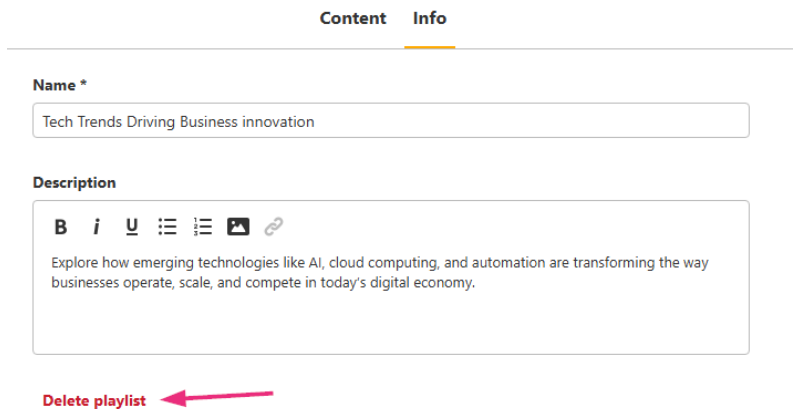 Content Info
Name *
Tech Trends Driving Business innovation
Description
B i U
Explore how emerging technologies like AI, cloud computing, and automation are transforming the way
businesses operate, scale, and compete in today's digital economy.
Delete playlist